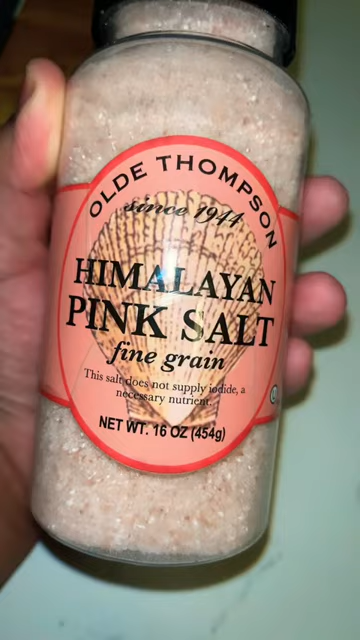 OLDE THOMPSON
since 1944
HIMALAYAN
PINK SALT
fine grain
This salt does not supply iodide, a
necessary nutrient.
NET WT. 16 OZ (454g)